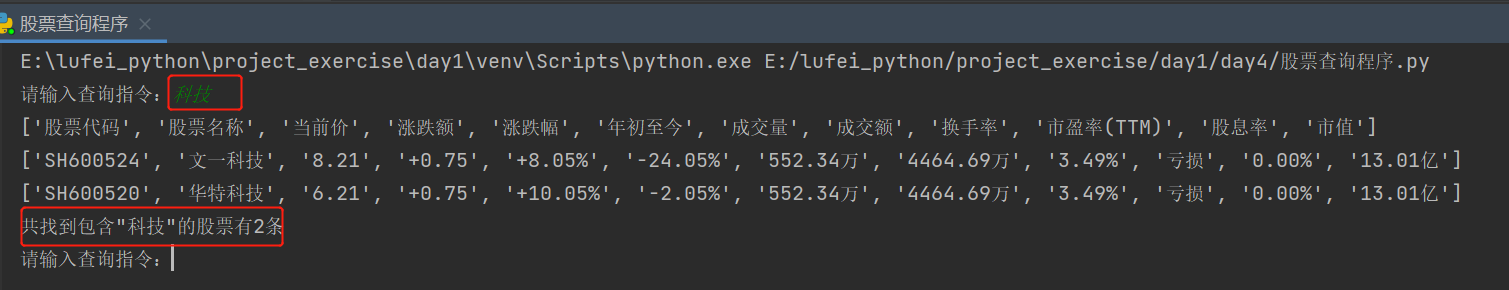 股票查询程序
E:\lufei_python\project_exercise\day1\venv\Scripts\python.exe E:/lufei_python/project_exercise/day1/day4/股票查询程序.py
请输入查询指令：科技
['股票代码', '股票名称', '当前价', '涨跌额', '涨跌幅', '年初至今', '成交量', '成交额', '换手率', '市盈率(TTM)', '股息率', '市值']
['SH600524', '文一科技', '8.21', '+0.75', '+8.05%', '-24.05%', '552.34万', '4464.69万', '3.49%', '亏损', '0.00%', '13.01亿']
['SH600520', '华特科技', '6.21', '+0.75', '+10.05%', '-2.05%', '552.34万', '4464.69万', '3.49%', '亏损', '0.00%', '13.01亿']
共找到包含"科技"的股票有2条
请输入查询指令：